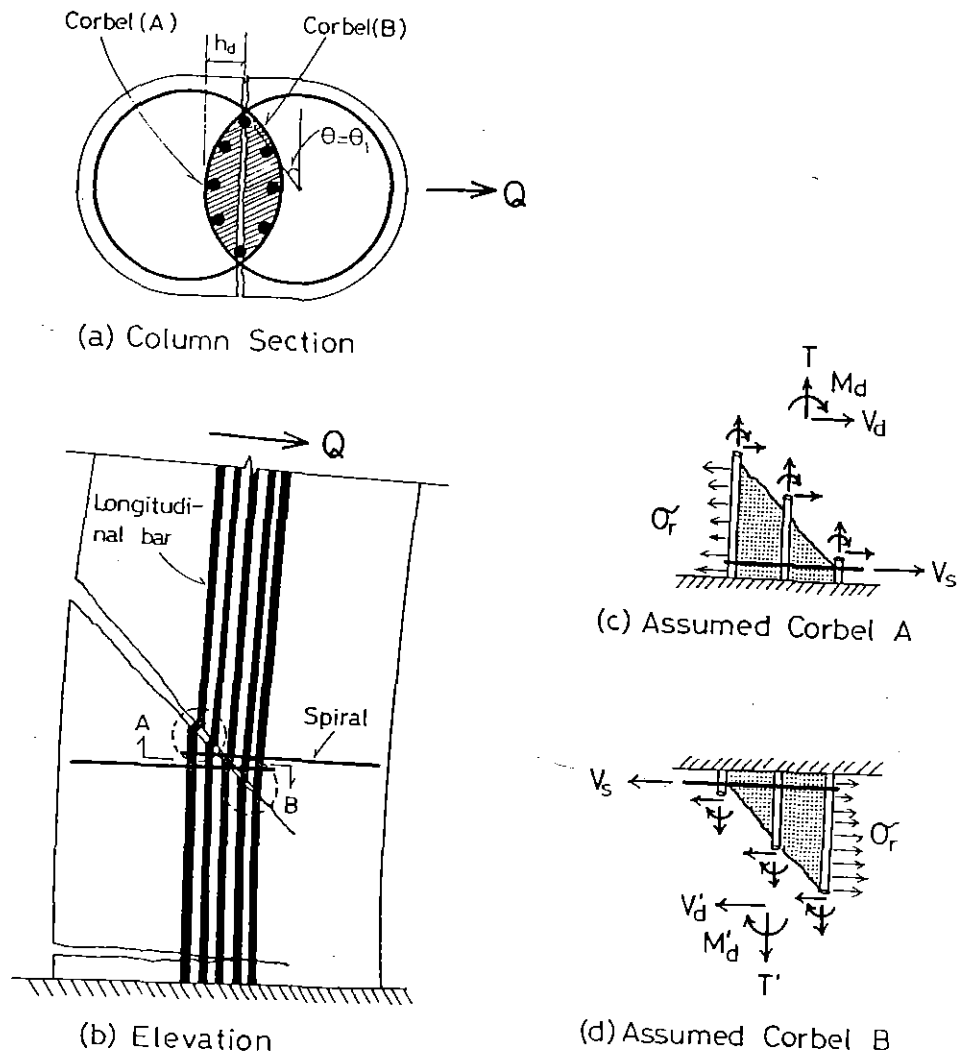 Corbel(A)
Corbel(B)
h_d
θ=θ₁
Q
(a) Column Section
Q
Longitudi-
nal bar
Spiral
A
B
(b) Elevation
T
M_d
V_d
σ_r
V_s
(c) Assumed Corbel A
V_s
σ_r
V'_d
M'_d
T'
(d) Assumed Corbel B